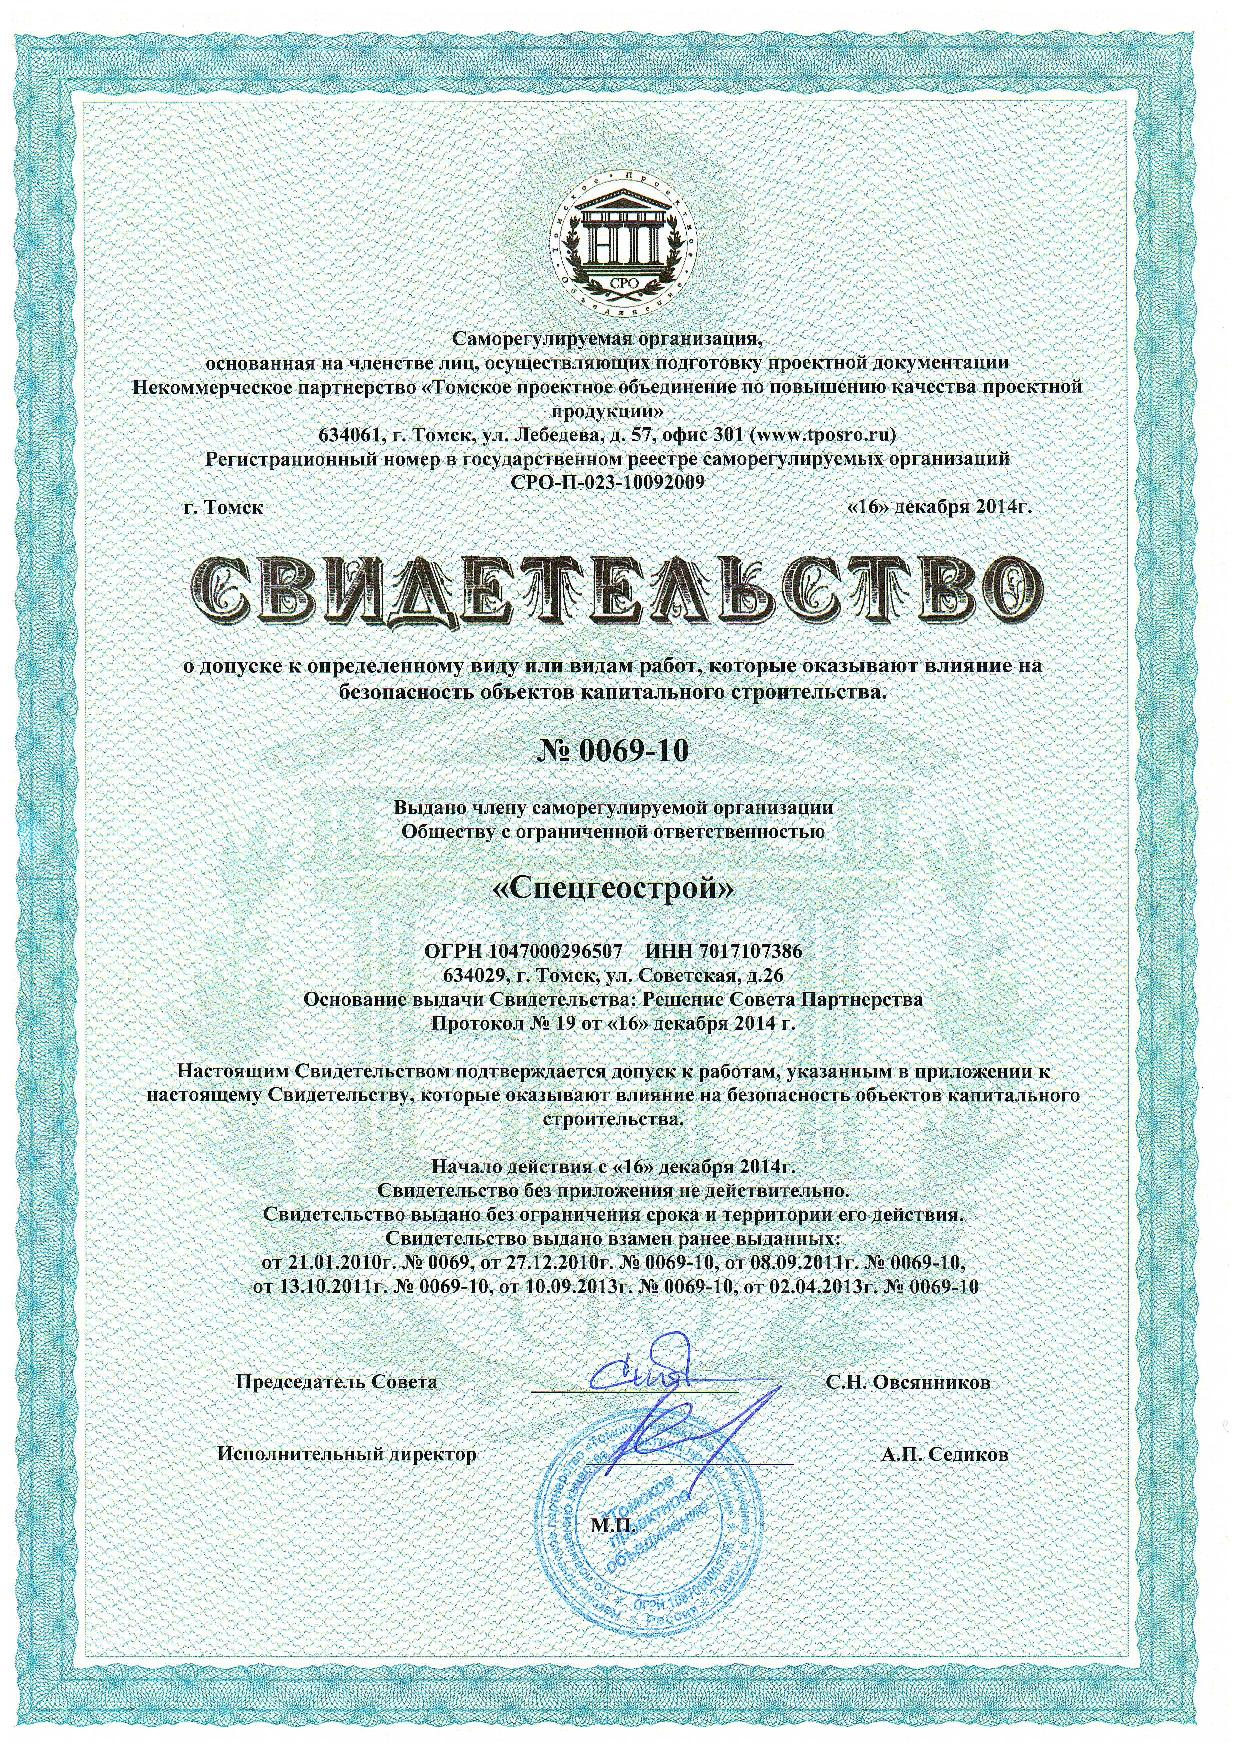 Томское Проектное Объединение
НП
СРО
Саморегулируемая организация,
основанная на членстве лиц, осуществляющих подготовку проектной документации
Некоммерческое партнерство «Томское проектное объединение по повышению качества проектной
продукции»
634061, г. Томск, ул. Лебедева, д. 57, офис 301 (www.tposro.ru)
Регистрационный номер в государственном реестре саморегулируемых организаций
СРО-П-023-10092009
г. Томск «16» декабря 2014г.
СВИДЕТЕЛЬСТВО
о допуске к определенному виду или видам работ, которые оказывают влияние на
безопасность объектов капитального строительства.
№ 0069-10
Выдано члену саморегулируемой организации
Обществу с ограниченной ответственностью
«Спецгеострой»
ОГРН 1047000296507 ИНН 7017107386
634029, г. Томск, ул. Советская, д.26
Основание выдачи Свидетельства: Решение Совета Партнерства
Протокол № 19 от «16» декабря 2014 г.
Настоящим Свидетельством подтверждается допуск к работам, указанным в приложении к
настоящему Свидетельству, которые оказывают влияние на безопасность объектов капитального
строительства.
Начало действия с «16» декабря 2014г.
Свидетельство без приложения не действительно.
Свидетельство выдано без ограничения срока и территории его действия.
Свидетельство выдано взамен ранее выданных:
от 21.01.2010г. № 0069, от 27.12.2010г. № 0069-10, от 08.09.2011г. № 0069-10,
от 13.10.2011г. № 0069-10, от 10.09.2013г. № 0069-10, от 02.04.2013г. № 0069-10
Председатель Совета С.Н. Овсянников
Исполнительный директор А.П. Седиков
М.П.
"Томское
проектное
объединение"